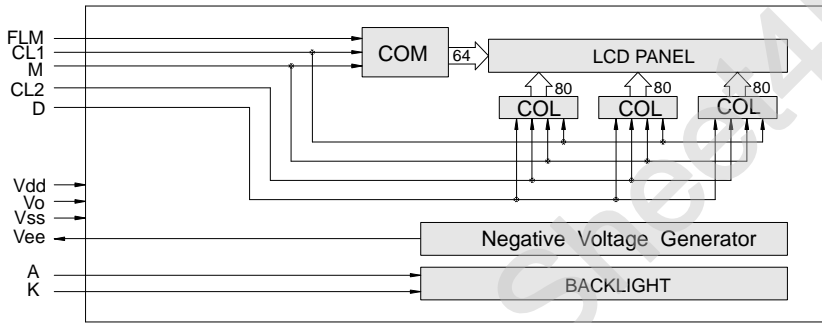 FLM
CL1
M
CL2
D
COM
64
LCD PANEL
80
80
80
COL
COL
COL
Vdd
Vo
Vss
Vee
Negative Voltage Generator
A
K
BACKLIGHT
Sheet4